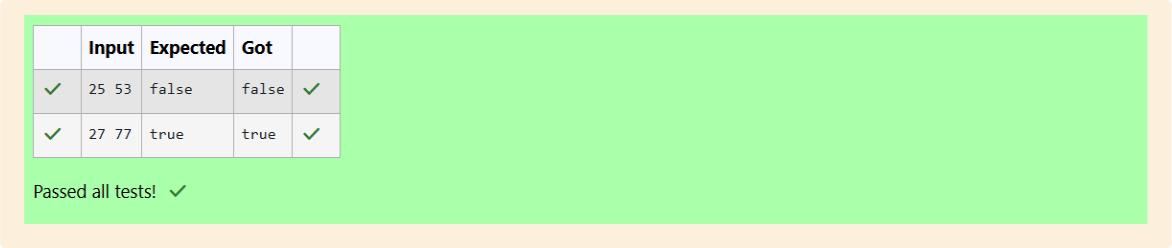 Input Expected Got
25 53 false false
27 77 true true
Passed all tests!